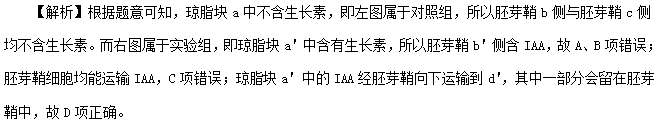 【解析】根据题意可知，琼脂块 a 中不含生长素，即左图属于对照组，所以胚芽鞘 b 侧与胚芽鞘 c 侧
均不含生长素。而右图属于实验组，即琼脂块 a′ 中含有生长素，所以胚芽鞘 b′ 侧含 IAA，故 A、B 项错误；
胚芽鞘细胞均能运输 IAA，C 项错误；琼脂块 a′ 中的 IAA 经胚芽鞘向下运输到 d′，其中一部分会留在胚芽
鞘中，故 D 项正确。